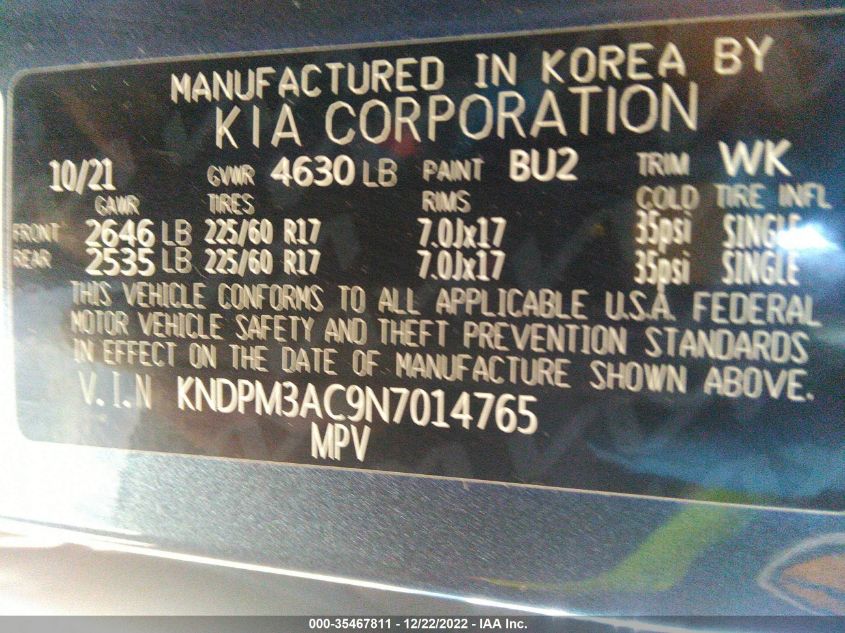 MANUFACTURED IN KOREA BY
KIA CORPORATION
10/21 GVWR 4630 LB PAINT BU2 TRIM WK
GAWR TIRES RIMS COLD TIRE INFL
FRONT 2646 LB 225/60 R17 7.0Jx17 35psi SINGLE
REAR 2535 LB 225/60 R17 7.0Jx17 35psi SINGLE
THIS VEHICLE CONFORMS TO ALL APPLICABLE U.S.A. FEDERAL
MOTOR VEHICLE SAFETY AND THEFT PREVENTION STANDARDS
IN EFFECT ON THE DATE OF MANUFACTURE SHOWN ABOVE.
V.I.N KNDPM3AC9N7014765
MPV
000-35467811 - 12/22/2022 - IAA Inc.